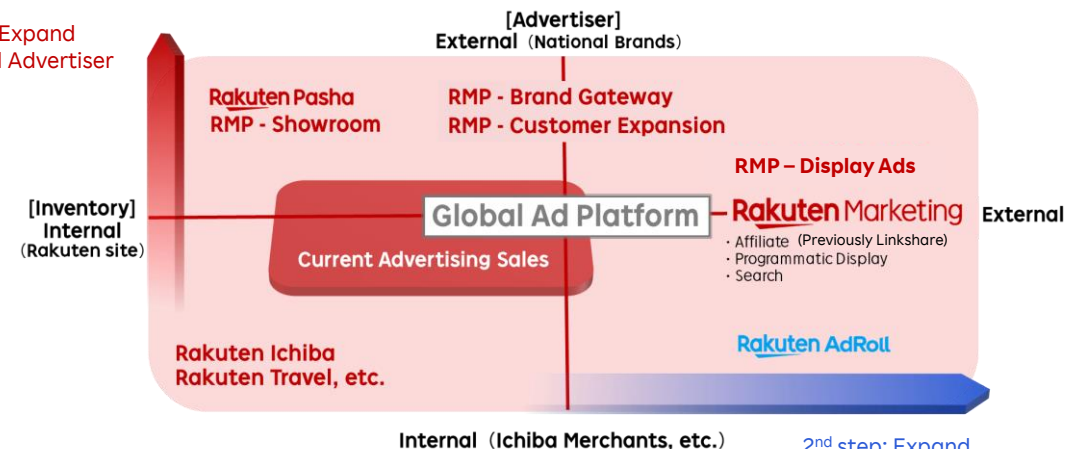 [Advertiser]
External (National Brands)
Expand
Advertiser
Rakuten Pasha
RMP - Showroom
RMP - Brand Gateway
RMP - Customer Expansion
RMP – Display Ads
[Inventory]
Internal
(Rakuten site)
Global Ad Platform
Rakuten Marketing
External
・Affiliate (Previously Linkshare)
・Programmatic Display
・Search
Current Advertising Sales
Rakuten AdRoll
Rakuten Ichiba
Rakuten Travel, etc.
Internal (Ichiba Merchants, etc.)
2nd step: Expand